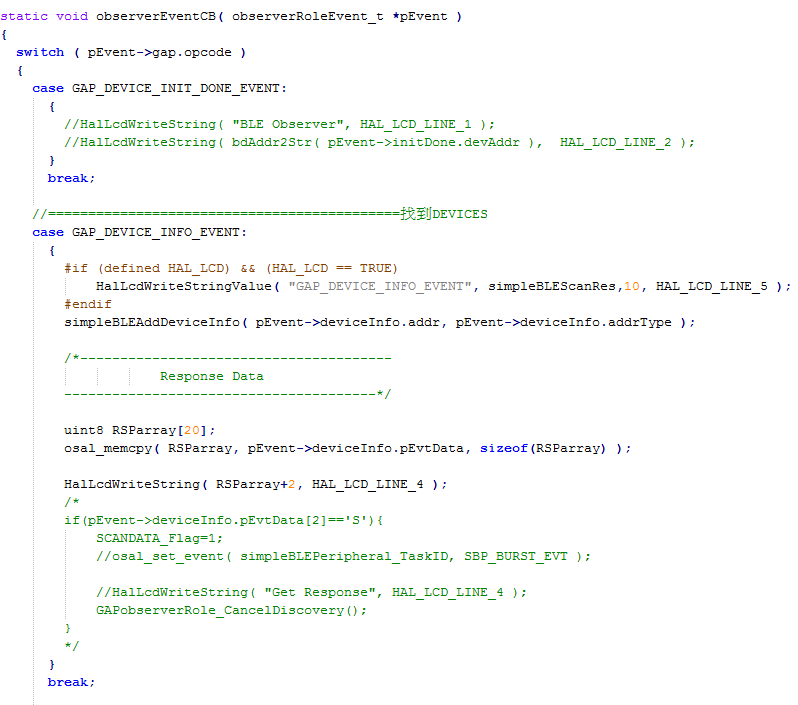 static void observerEventCB( observerRoleEvent_t *pEvent )
{
switch ( pEvent->gap.opcode )
{
case GAP_DEVICE_INIT_DONE_EVENT:
{
//HalLcdWriteString( "BLE Observer", HAL_LCD_LINE_1 );
//HalLcdWriteString( bdAddr2Str( pEvent->initDone.devAddr ),  HAL_LCD_LINE_2 );
}
break;
//============================================找到DEVICES
case GAP_DEVICE_INFO_EVENT:
{
#if (defined HAL_LCD) && (HAL_LCD == TRUE)
HalLcdWriteStringValue( "GAP_DEVICE_INFO_EVENT", simpleBLEScanRes,10, HAL_LCD_LINE_5 );
#endif
simpleBLEAddDeviceInfo( pEvent->deviceInfo.addr, pEvent->deviceInfo.addrType );
/*---------------------------------------
Response Data
---------------------------------------*/
uint8 RSParray[20];
osal_memcpy( RSParray, pEvent->deviceInfo.pEvtData, sizeof(RSParray) );
HalLcdWriteString( RSParray+2, HAL_LCD_LINE_4 );
/*
if(pEvent->deviceInfo.pEvtData[2]=='S'){
SCANDATA_Flag=1;
//osal_set_event( simpleBLEPeripheral_TaskID, SBP_BURST_EVT );
//HalLcdWriteString( "Get Response", HAL_LCD_LINE_4 );
GAPobserverRole_CancelDiscovery();
}
*/
}
break;